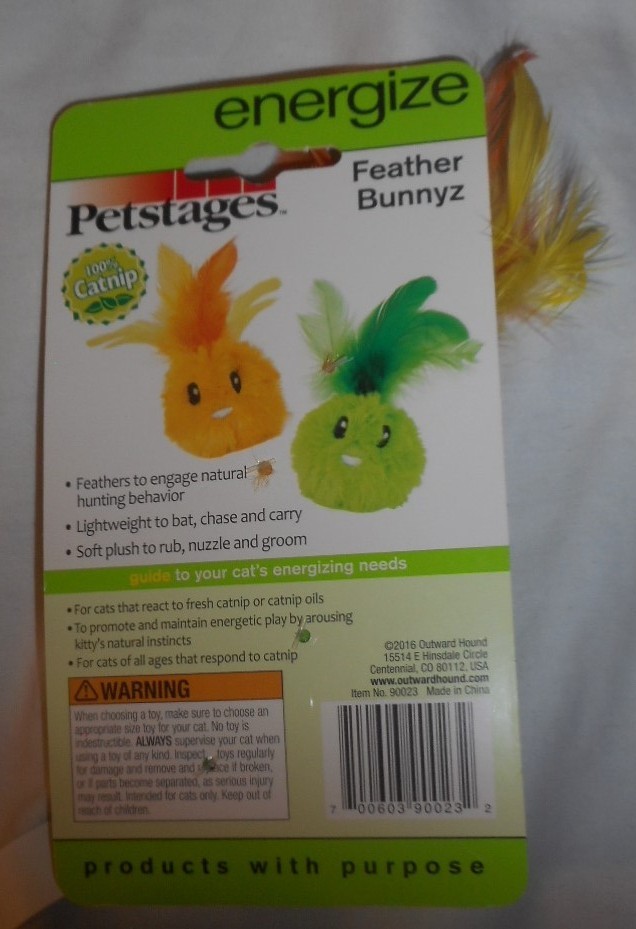 energize
Feather
Bunnyz
Petstages™
100%
Catnip
• Feathers to engage natural
hunting behavior
• Lightweight to bat, chase and carry
• Soft plush to rub, nuzzle and groom
guide to your cat's energizing needs
• For cats that react to fresh catnip or catnip oils
• To promote and maintain energetic play by arousing
kitty's natural instincts
• For cats of all ages that respond to catnip
©2016 Outward Hound
15514 E Hinsdale Circle
Centennial, CO 80112, USA
www.outwardhound.com
Item No. 90023 Made in China
WARNING
When choosing a toy, make sure to choose an
appropriate size toy for your cat. No toy is
indestructible. ALWAYS supervise your cat when
using a toy of any kind. Inspect toys regularly
for damage and remove and if broken,
or if parts become separated, as serious injury
may result. Intended for cats only. Keep out of
reach of children.
7 00603 90023 2
products with purpose